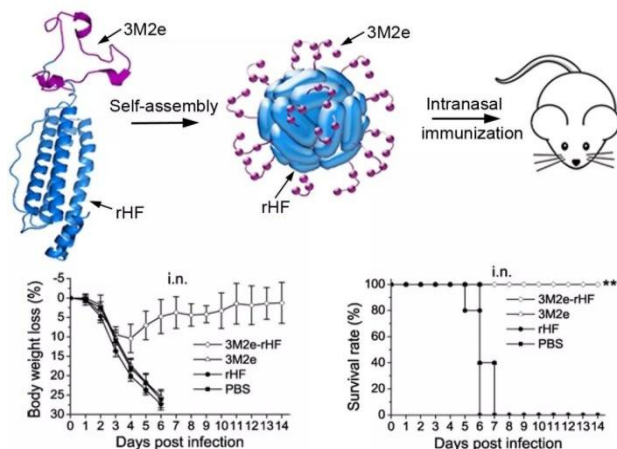 3M2e
3M2e
Self-assembly
Intranasal
immunization
rHF
rHF
i.n.
Body weight loss (%)
-5
0
5
10
15
20
25
30
3M2e-rHF
3M2e
rHF
PBS
0 1 2 3 4 5 6 7 8 9 10 11 12 13 14
Days post infection
i.n.
Survival rate (%)
100
80
60
40
20
0
**
3M2e-rHF
3M2e
rHF
PBS
0 1 2 3 4 5 6 7 8 9 10 11 12 13 14
Days post infection